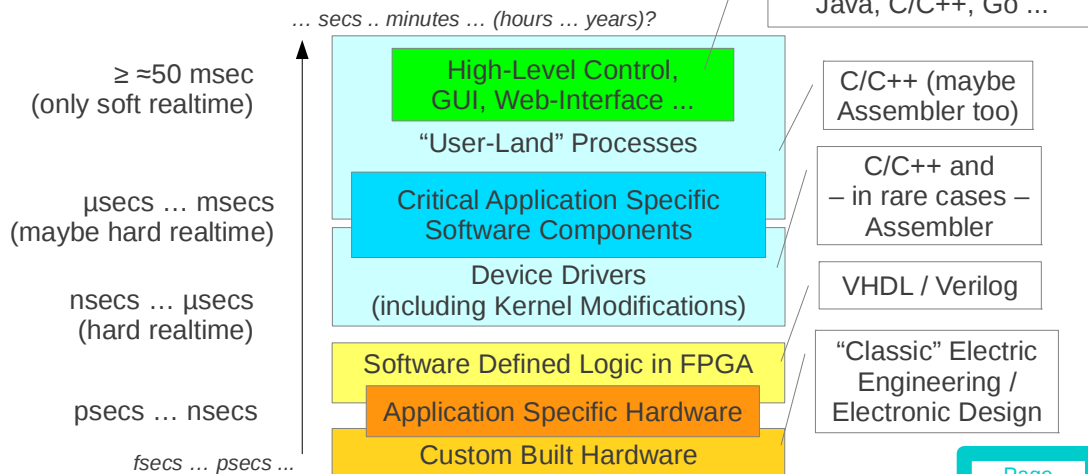 … secs .. minutes … (hours … years)?
Java, C/C++, Go ...
≥ ≈50 msec
(only soft realtime)
High-Level Control,
GUI, Web-Interface ...
C/C++ (maybe
Assembler too)
“User-Land” Processes
C/C++ and
– in rare cases –
Assembler
µsecs … msecs
(maybe hard realtime)
Critical Application Specific
Software Components
Device Drivers
(including Kernel Modifications)
VHDL / Verilog
nsecs … µsecs
(hard realtime)
Software Defined Logic in FPGA
“Classic” Electric
Engineering /
Electronic Design
psecs … nsecs
Application Specific Hardware
Custom Built Hardware
fsecs … psecs ...
Page